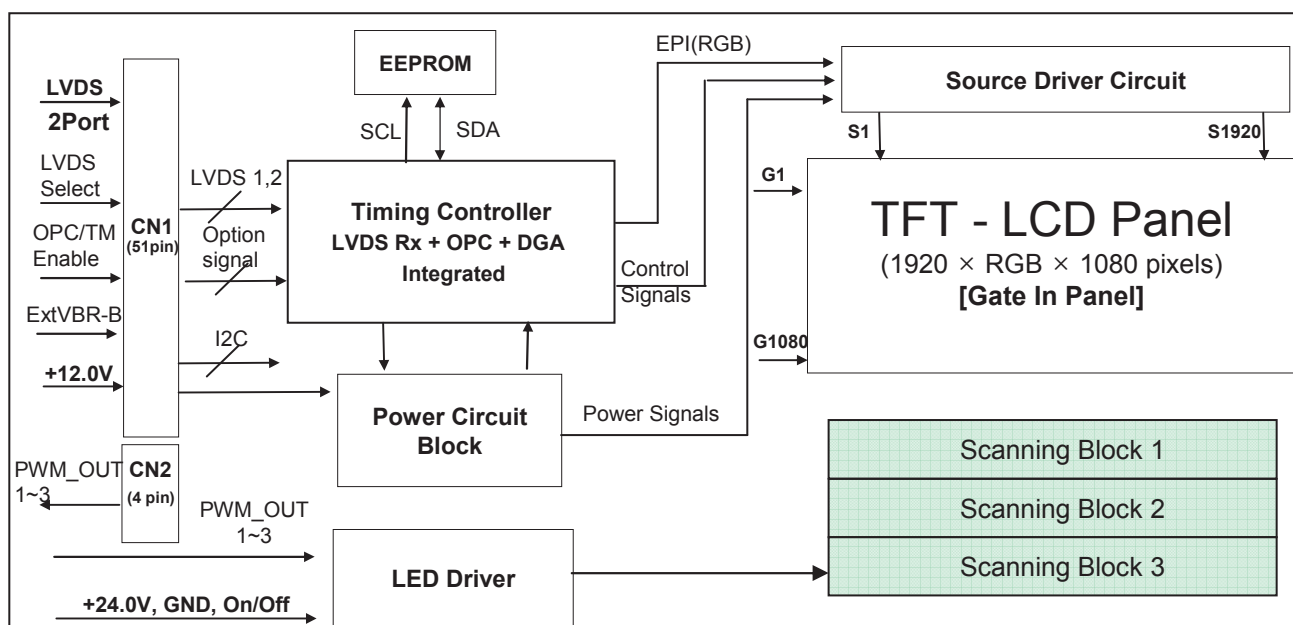 EPI(RGB)
EEPROM
Source Driver Circuit
LVDS
2Port
SCL
SDA
S1
S1920
LVDS
Select
LVDS 1,2
G1
CN1
(51pin)
Timing Controller
LVDS Rx + OPC + DGA
Integrated
TFT - LCD Panel
(1920 × RGB × 1080 pixels)
[Gate In Panel]
OPC/TM
Enable
Option
signal
Control
Signals
ExtVBR-B
I2C
G1080
+12.0V
Power Circuit
Block
Power Signals
Scanning Block 1
PWM_OUT
1~3
CN2
(4 pin)
PWM_OUT
1~3
Scanning Block 2
LED Driver
Scanning Block 3
+24.0V, GND, On/Off